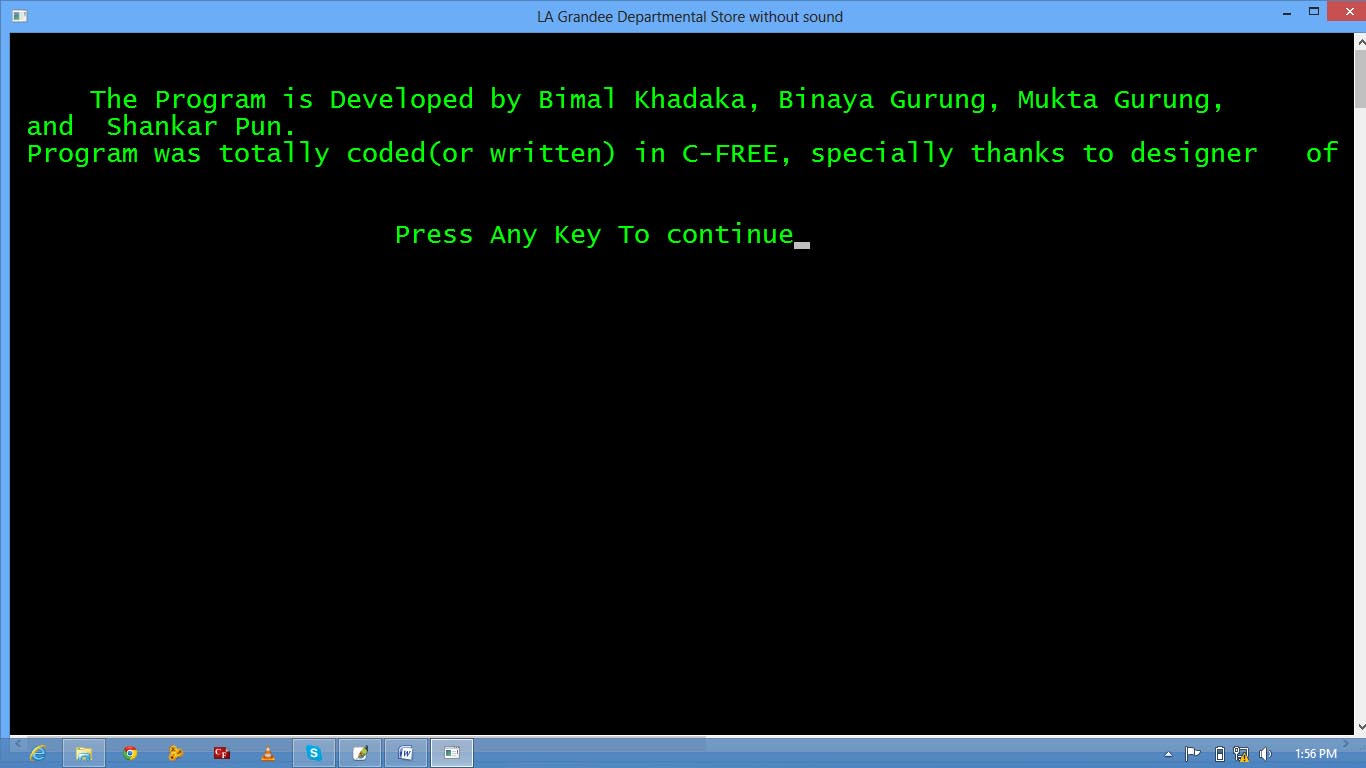 LA Grandee Departmental Store without sound
The Program is Developed by Bimal Khadaka, Binaya Gurung, Mukta Gurung,
and  Shankar Pun.
Program was totally coded(or written) in C-FREE, specially thanks to designer   of
Press Any Key To continue
1:56 PM